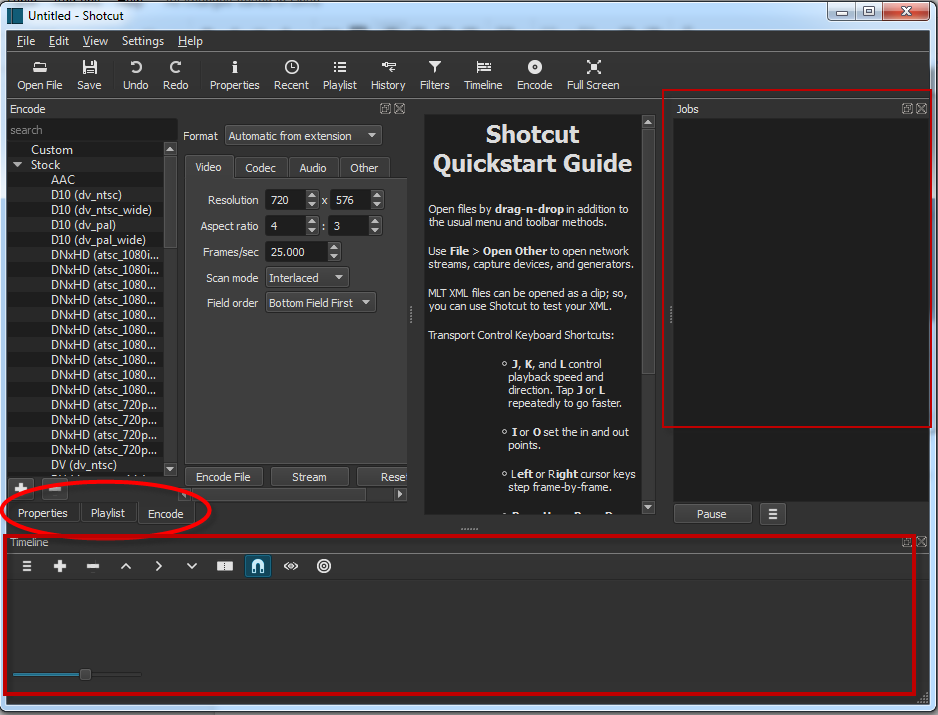 Untitled - Shotcut
File Edit View Settings Help
Open File Save Undo Redo Properties Recent Playlist History Filters Timeline Encode Full Screen
Encode
search
Custom
Stock
AAC
D10 (dv_ntsc)
D10 (dv_ntsc_wide)
D10 (dv_pal)
D10 (dv_pal_wide)
DNxHD (atsc_1080i...
DNxHD (atsc_1080i...
DNxHD (atsc_1080...
DNxHD (atsc_1080...
DNxHD (atsc_1080...
DNxHD (atsc_1080...
DNxHD (atsc_1080...
DNxHD (atsc_1080...
DNxHD (atsc_1080...
DNxHD (atsc_1080...
DNxHD (atsc_720p...
DNxHD (atsc_720p...
DNxHD (atsc_720p...
DNxHD (atsc_720p...
DV (dv_ntsc)
Format Automatic from extension
Video Codec Audio Other
Resolution 720 x 576
Aspect ratio 4 : 3
Frames/sec 25.000
Scan mode Interlaced
Field order Bottom Field First
Encode File Stream Reset
Properties Playlist Encode
Shotcut
Quickstart Guide
Open files by drag-n-drop in addition to
the usual menu and toolbar methods.
Use File > Open Other to open network
streams, capture devices, and generators.
MLT XML files can be opened as a clip; so,
you can use Shotcut to test your XML.
Transport Control Keyboard Shortcuts:
J, K, and L control
playback speed and
direction. Tap J or L
repeatedly to go faster.
I or O set the in and out
points.
Left or Right cursor keys
step frame-by-frame.
Jobs
Pause
Timeline